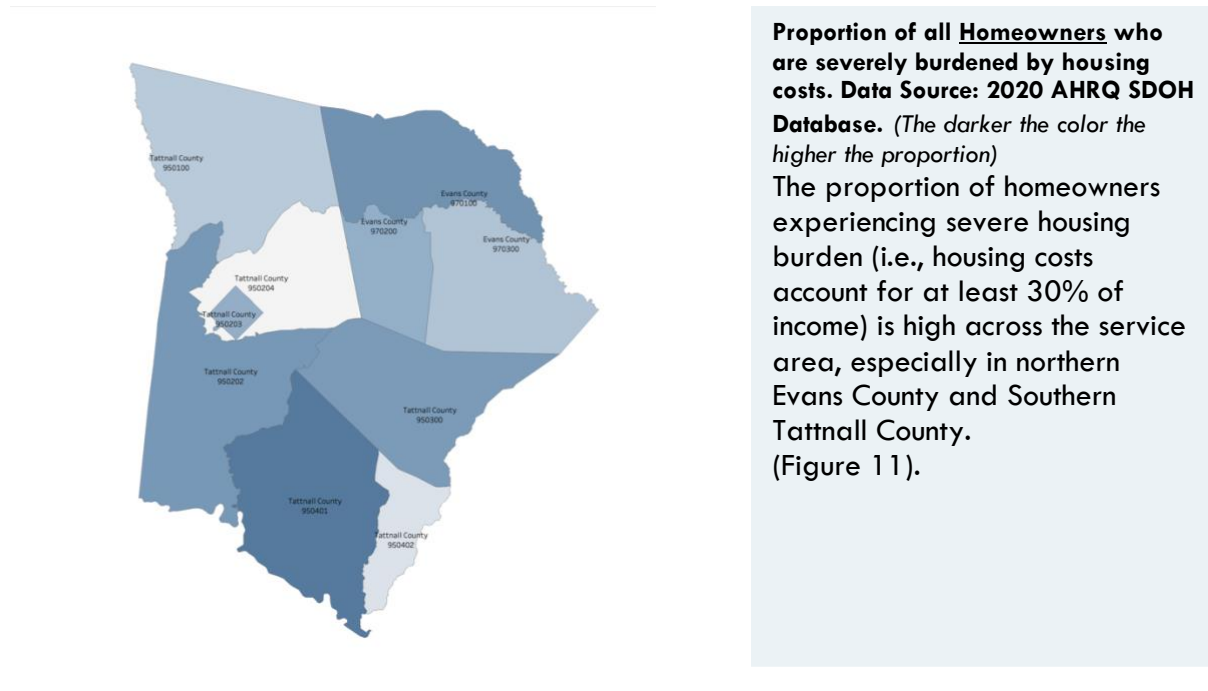 Tattnall County
950100
Evans County
970100
Evans County
970200
Evans County
970300
Tattnall County
950204
Tattnall County
950203
Tattnall County
950202
Tattnall County
950300
Tattnall County
950401
Tattnall County
950402
Proportion of all Homeowners who
are severely burdened by housing
costs. Data Source: 2020 AHRQ SDOH
Database. (The darker the color the
higher the proportion)
The proportion of homeowners
experiencing severe housing
burden (i.e., housing costs
account for at least 30% of
income) is high across the service
area, especially in northern
Evans County and Southern
Tattnall County.
(Figure 11).